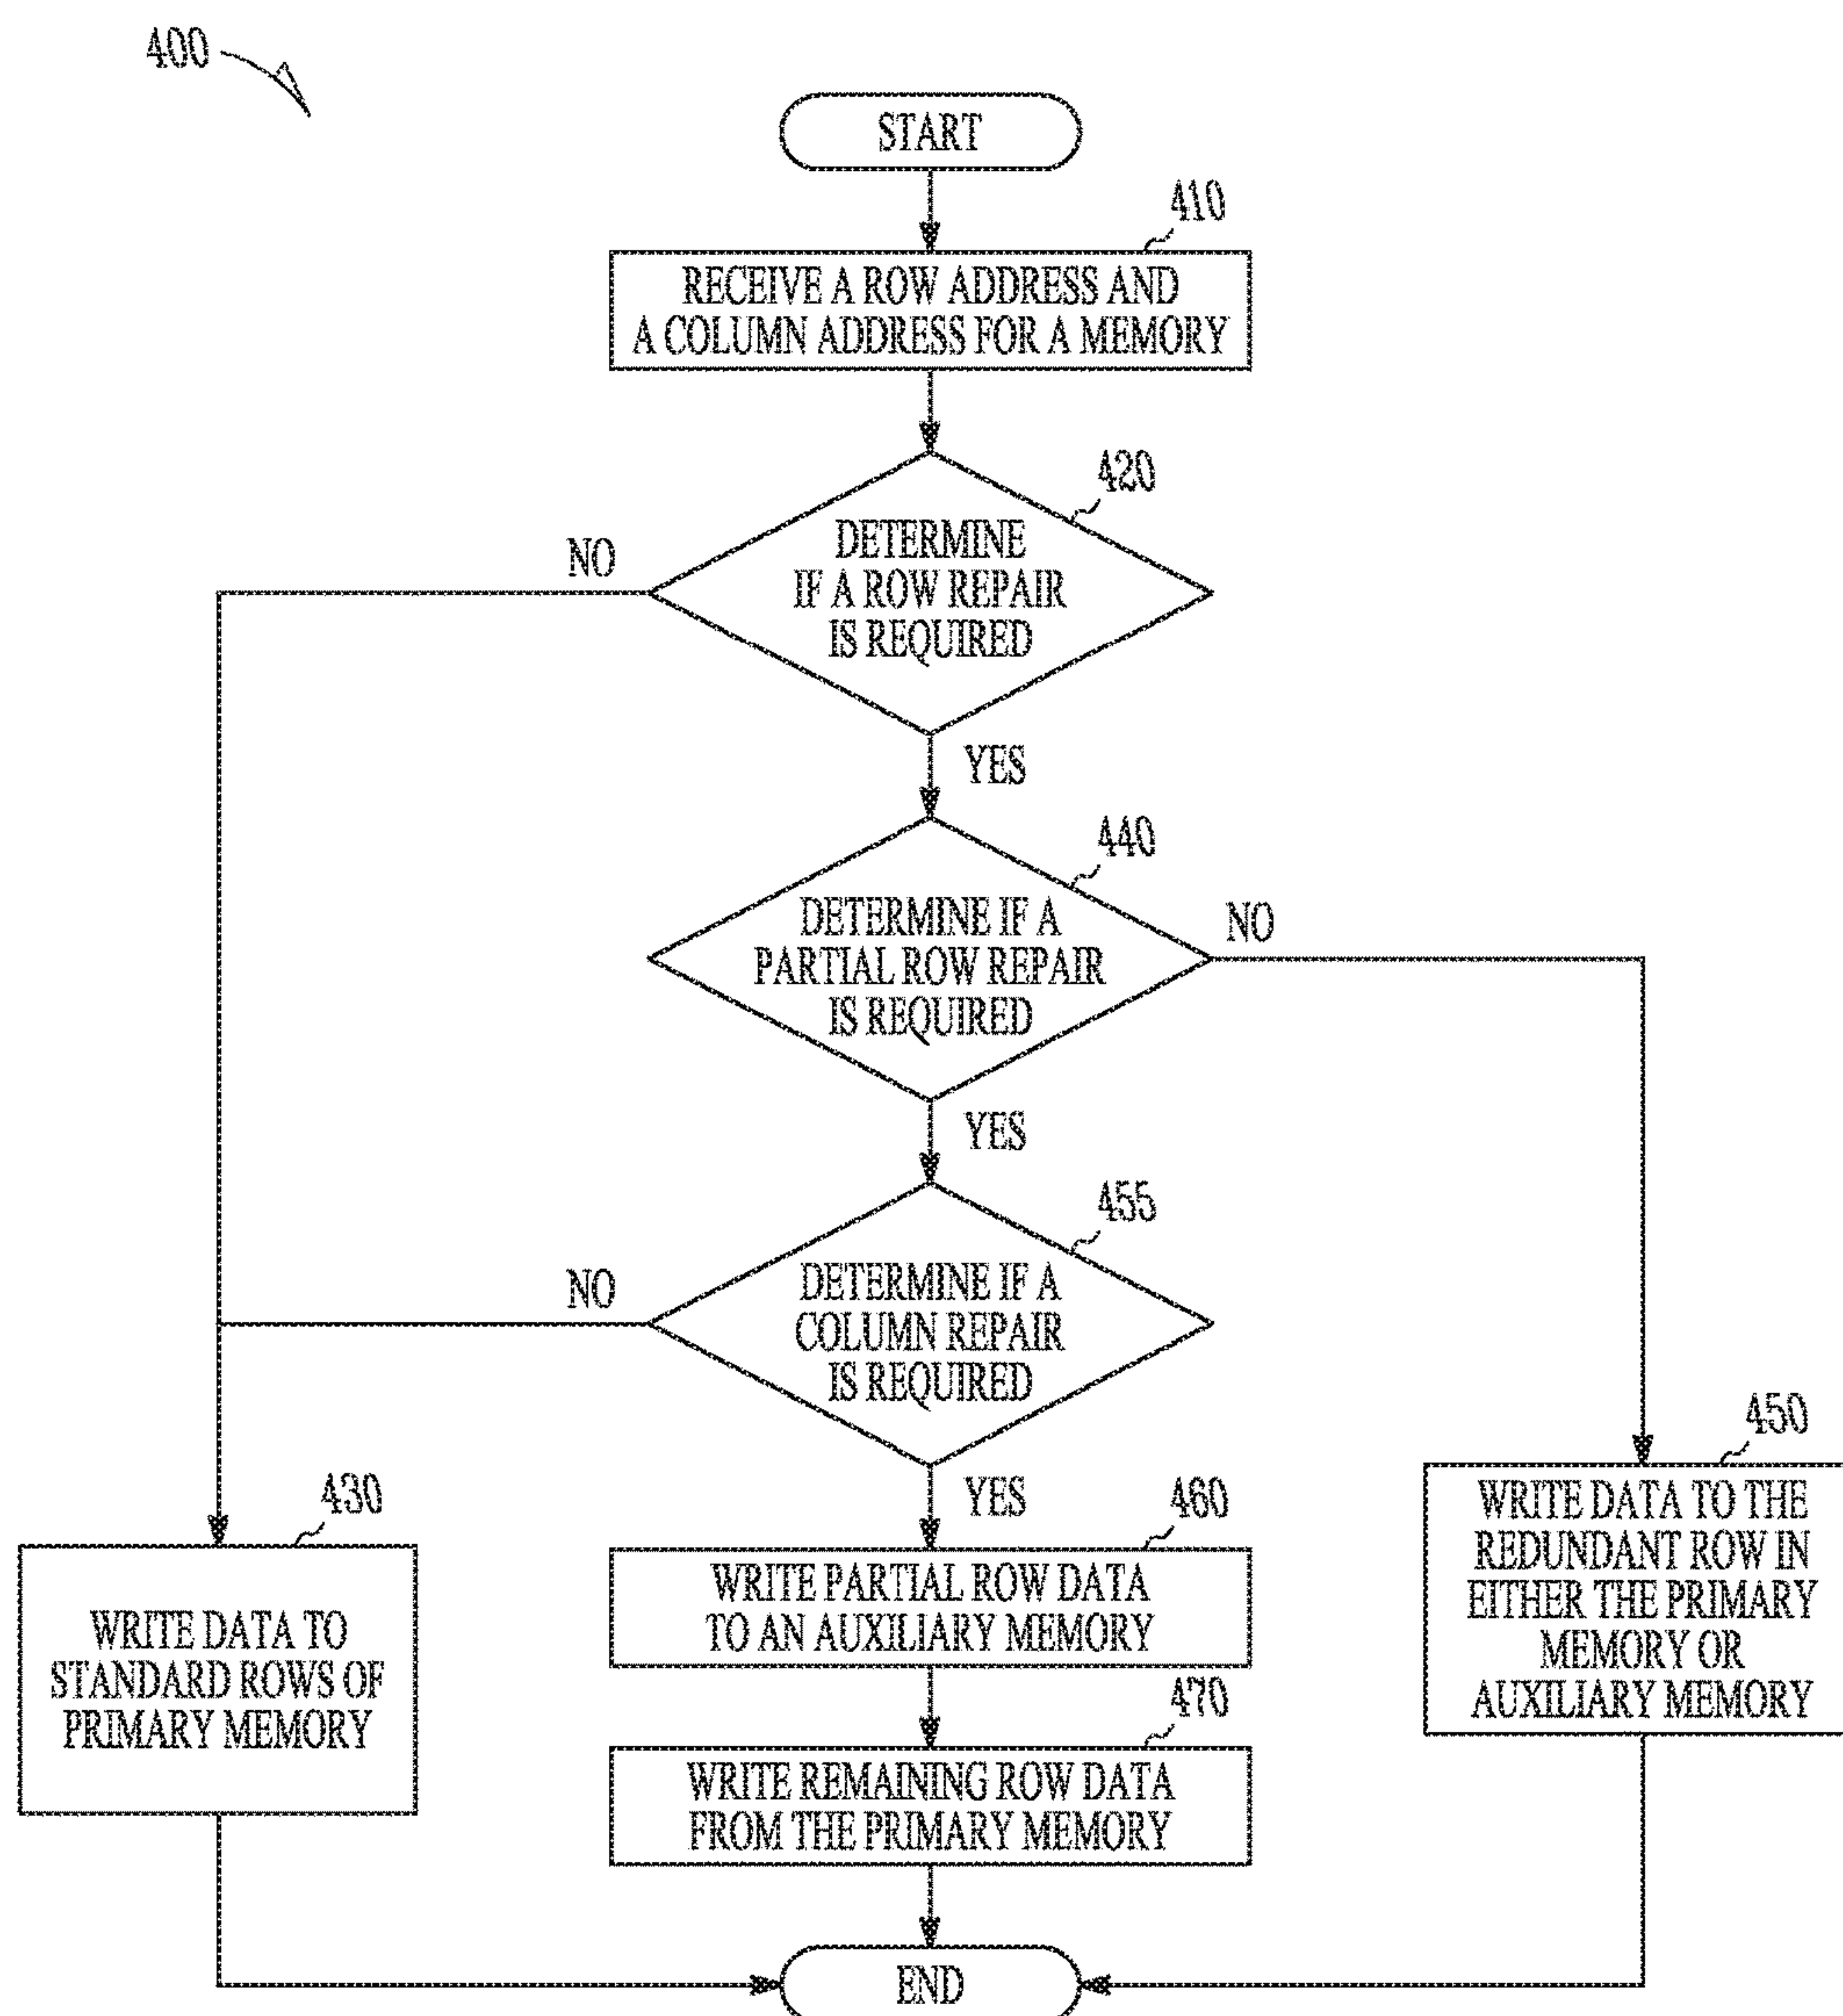 400
START
410
RECEIVE A ROW ADDRESS AND
A COLUMN ADDRESS FOR A MEMORY
420
DETERMINE
IF A ROW REPAIR
IS REQUIRED
NO
YES
440
DETERMINE IF A
PARTIAL ROW REPAIR
IS REQUIRED
NO
YES
455
DETERMINE IF A
COLUMN REPAIR
IS REQUIRED
NO
YES
430
WRITE DATA TO
STANDARD ROWS OF
PRIMARY MEMORY
460
WRITE PARTIAL ROW DATA
TO AN AUXILIARY MEMORY
450
WRITE DATA TO THE
REDUNDANT ROW IN
EITHER THE PRIMARY
MEMORY OR
AUXILIARY MEMORY
470
WRITE REMAINING ROW DATA
FROM THE PRIMARY MEMORY
END